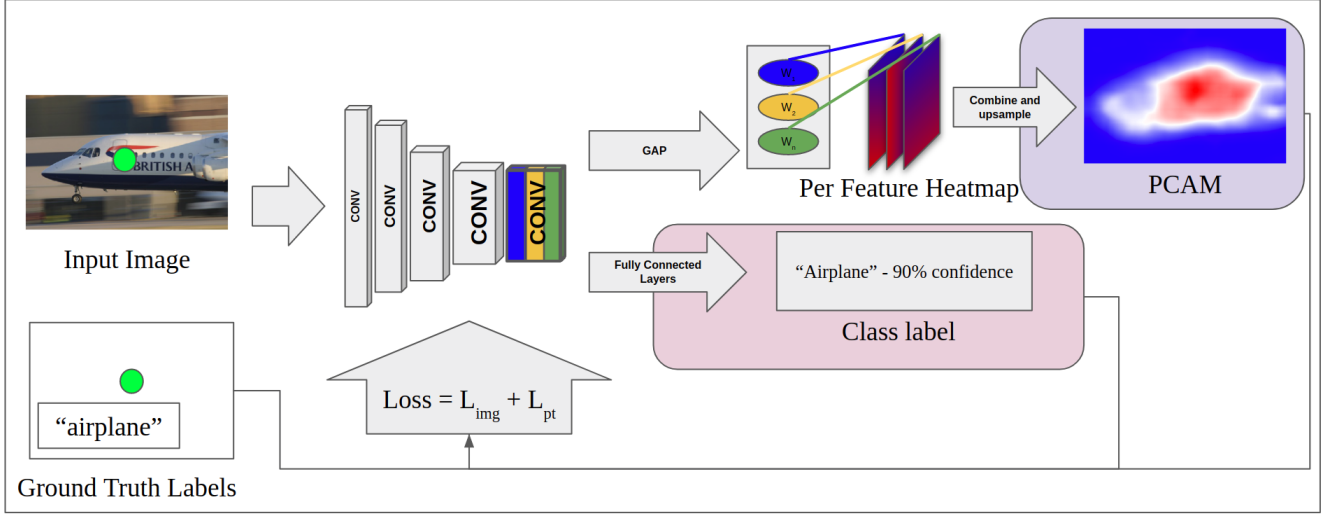 BRITISH A
Input Image
"airplane"
Ground Truth Labels
CONV
CONV
CONV
CONV
CONV
GAP
W1
W2
Wn
Per Feature Heatmap
Combine and
upsample
PCAM
Fully Connected
Layers
“Airplane” - 90% confidence
Class label
Loss = Limg + Lpt